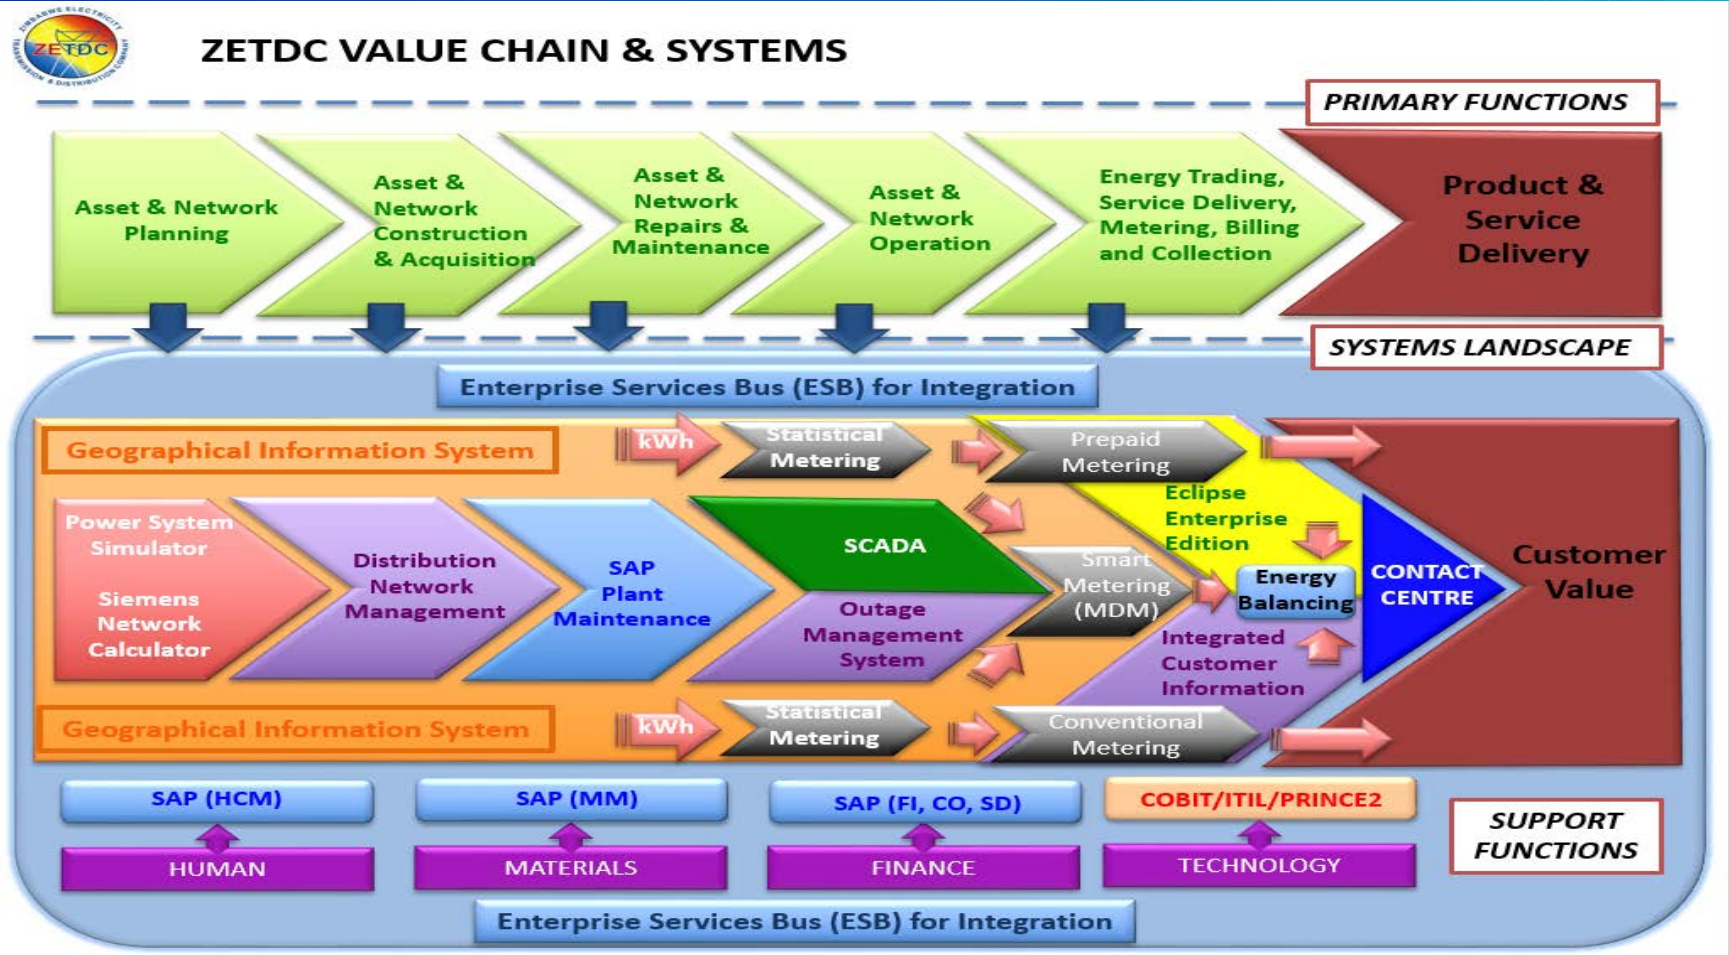 ZIMBABWE ELECTRICITY
ZETDC
TRANSMISSION & DISTRIBUTION COMPANY
ZETDC VALUE CHAIN & SYSTEMS
PRIMARY FUNCTIONS
Asset & Network
Planning
Asset &
Network
Construction
& Acquisition
Asset &
Network
Repairs &
Maintenance
Asset &
Network
Operation
Energy Trading,
Service Delivery,
Metering, Billing
and Collection
Product &
Service
Delivery
SYSTEMS LANDSCAPE
Enterprise Services Bus (ESB) for Integration
Geographical Information System
kWh
Statistical
Metering
Prepaid
Metering
Power System
Simulator
Siemens
Network
Calculator
Distribution
Network
Management
SAP
Plant
Maintenance
SCADA
Outage
Management
System
Smart
Metering
(MDM)
Eclipse
Enterprise
Edition
Energy
Balancing
Integrated
Customer
Information
CONTACT
CENTRE
Customer
Value
Geographical Information System
kWh
Statistical
Metering
Conventional
Metering
SAP (HCM)
SAP (MM)
SAP (FI, CO, SD)
COBIT/ITIL/PRINCE2
HUMAN
MATERIALS
FINANCE
TECHNOLOGY
SUPPORT
FUNCTIONS
Enterprise Services Bus (ESB) for Integration